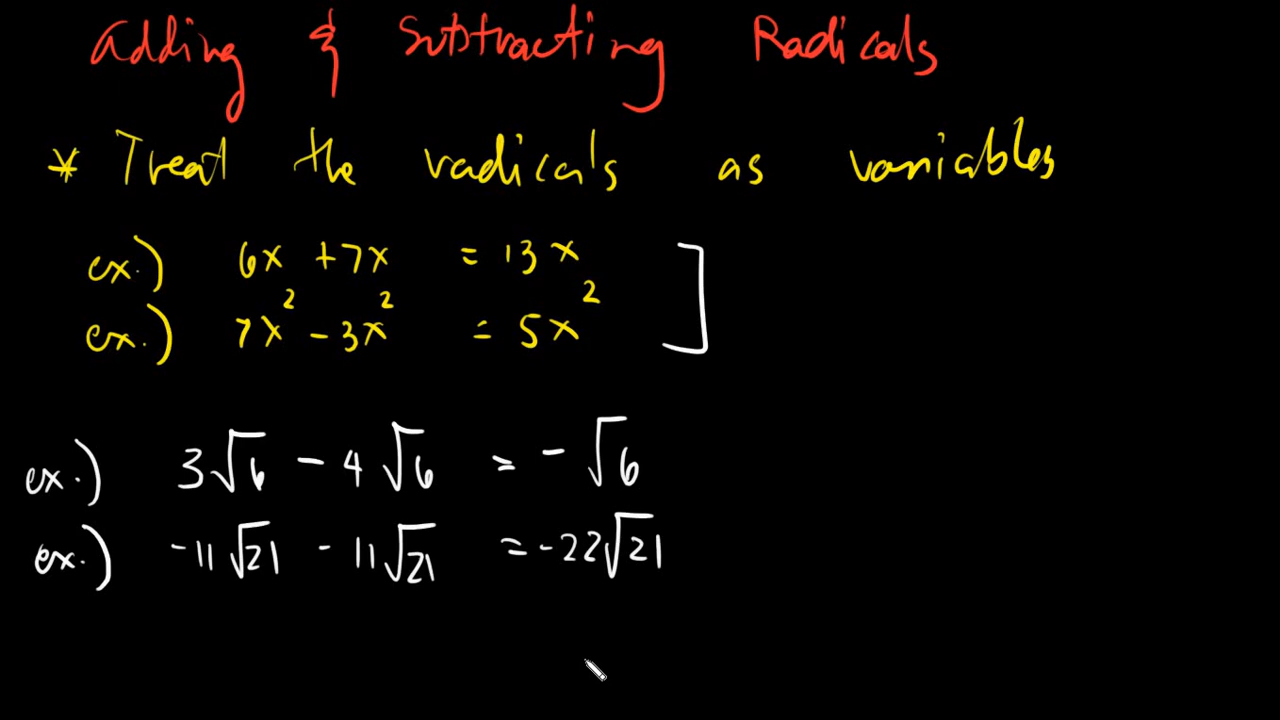 Adding & Subtracting Radicals
* Treat the radicals as variables
ex.) 6x + 7x = 13x
ex.) 7x² - 3x² = 5x²
ex.) 3√6 - 4√6 = -√6
ex.) -11√21 - 11√21 = -22√21